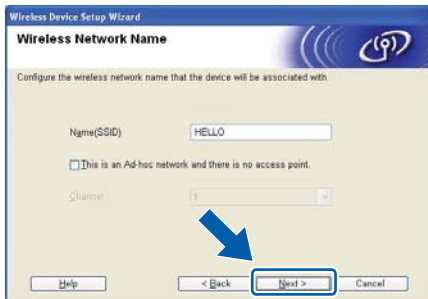 Wireless Device Setup Wizard
Wireless Network Name
Configure the wireless network name that the device will be associated with.
Name(SSID) HELLO
This is an Ad-hoc network and there is no access point.
Channel 1
Help < Back Next > Cancel